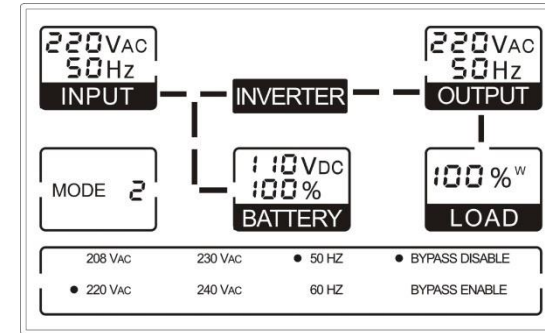 220VAC
50Hz
INPUT
INVERTER
220VAC
50Hz
OUTPUT
MODE 2
110VDC
100%
BATTERY
100%W
LOAD
208 VAC 230 VAC ● 50 HZ ● BYPASS DISABLE
● 220 VAC 240 VAC 60 HZ BYPASS ENABLE